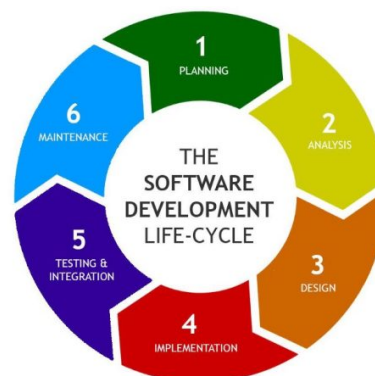 THE
SOFTWARE
DEVELOPMENT
LIFE-CYCLE
1
PLANNING
2
ANALYSIS
3
DESIGN
4
IMPLEMENTATION
5
TESTING &
INTEGRATION
6
MAINTENANCE